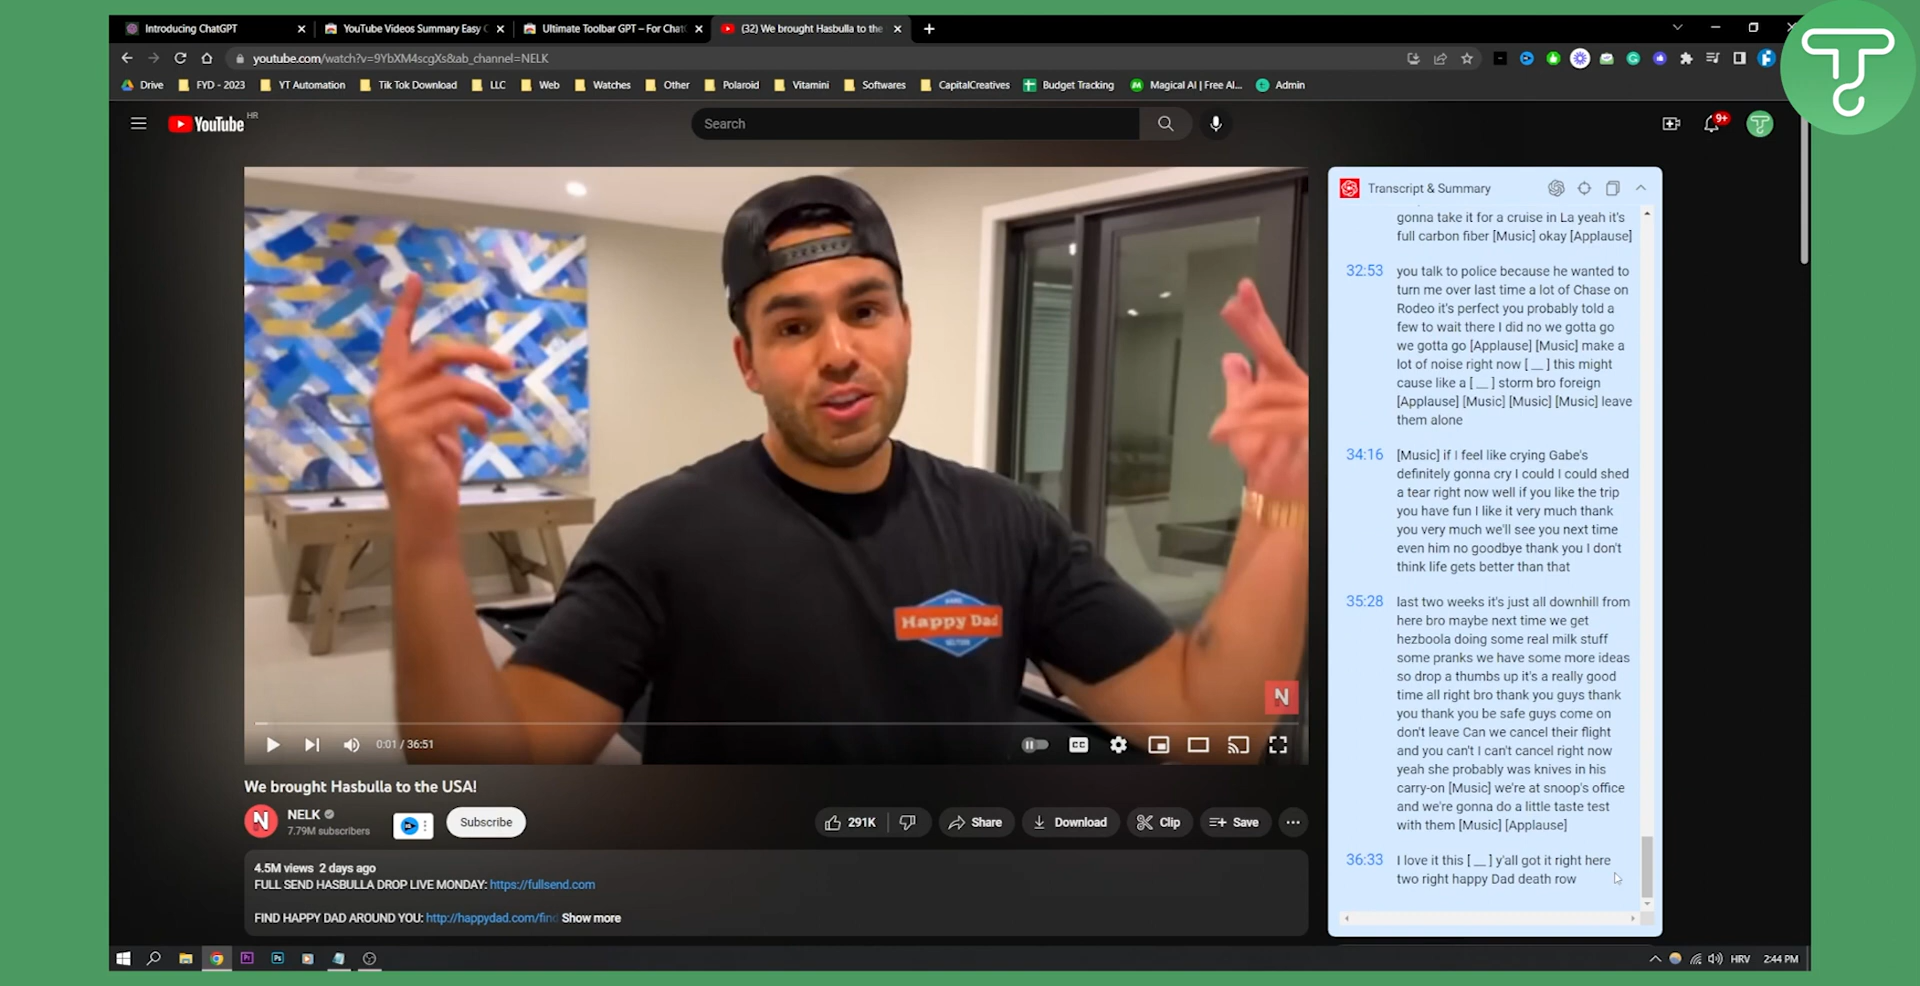 Introducing ChatGPT
YouTube Videos Summary Easy
Ultimate Toolbar GPT – For Chat
(32) We brought Hasbulla to the
youtube.com/watch?v=9YbXM4scgXs&ab_channel=NELK
Drive
FYD - 2023
YT Automation
Tik Tok Download
LLC
Web
Watches
Other
Polaroid
Vitamini
Softwares
CapitalCreatives
Budget Tracking
Magical AI | Free AI...
Admin
YouTube HR
Search
9+
Happy Dad
N
0:01 / 36:51
CC
We brought Hasbulla to the USA!
N
NELK
7.79M subscribers
Subscribe
291K
Share
Download
Clip
Save
4.5M views 2 days ago
FULL SEND HASBULLA DROP LIVE MONDAY: https://fullsend.com
FIND HAPPY DAD AROUND YOU: http://happydad.com/find Show more
Transcript & Summary
gonna take it for a cruise in La yeah it's
full carbon fiber [Music] okay [Applause]
32:53 you talk to police because he wanted to
turn me over last time a lot of Chase on
Rodeo it's perfect you probably told a
few to wait there I did no we gotta go
we gotta go [Applause] [Music] make a
lot of noise right now [ __ ] this might
cause like a [ __ ] storm bro foreign
[Applause] [Music] [Music] [Music] leave
them alone
34:16 [Music] if I feel like crying Gabe's
definitely gonna cry I could I could shed
a tear right now well if you like the trip
you have fun I like it very much thank
you very much we'll see you next time
even him no goodbye thank you I don't
think life gets better than that
35:28 last two weeks it's just all downhill from
here bro maybe next time we get
hezboola doing some real milk stuff
some pranks we have some more ideas
so drop a thumbs up it's a really good
time all right bro thank you guys thank
you thank you be safe guys come on
don't leave Can we cancel their flight
and you can't I can't cancel right now
yeah she probably was knives in his
carry-on [Music] we're at snoop's office
and we're gonna do a little taste test
with them [Music] [Applause]
36:33 I love it this [ __ ] y'all got it right here
two right happy Dad death row
Pr
Ps
HRV
2:44 PM